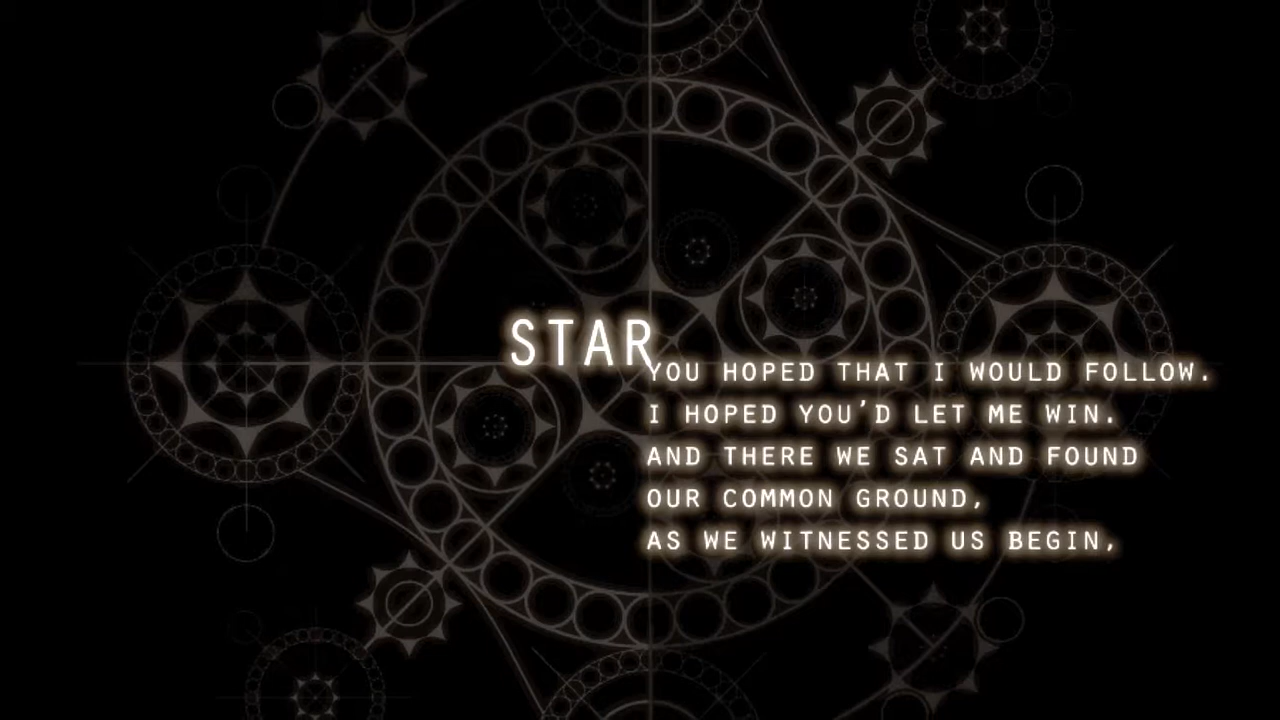 STAR
YOU HOPED THAT I WOULD FOLLOW.
I HOPED YOU'D LET ME WIN.
AND THERE WE SAT AND FOUND
OUR COMMON GROUND,
AS WE WITNESSED US BEGIN,